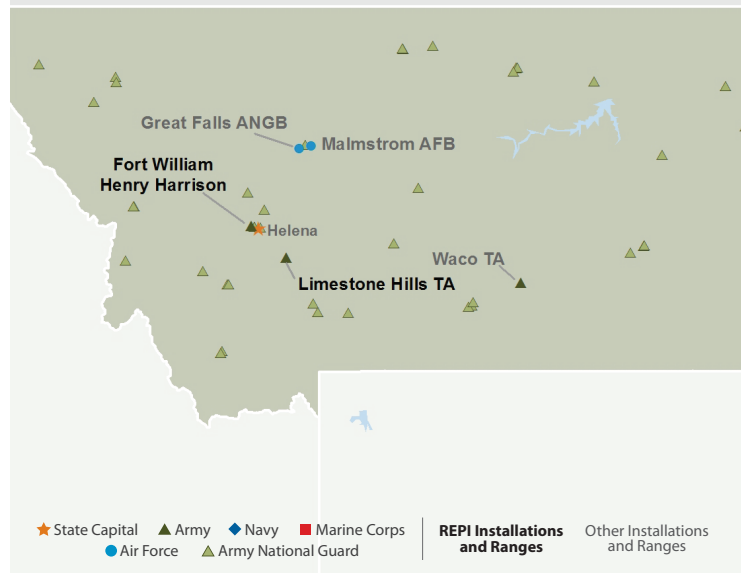 Great Falls ANGB
Malmstrom AFB
Fort William
Henry Harrison
Helena
Waco TA
Limestone Hills TA
State Capital
Army
Navy
Marine Corps
Air Force
Army National Guard
REPI Installations
and Ranges
Other Installations
and Ranges